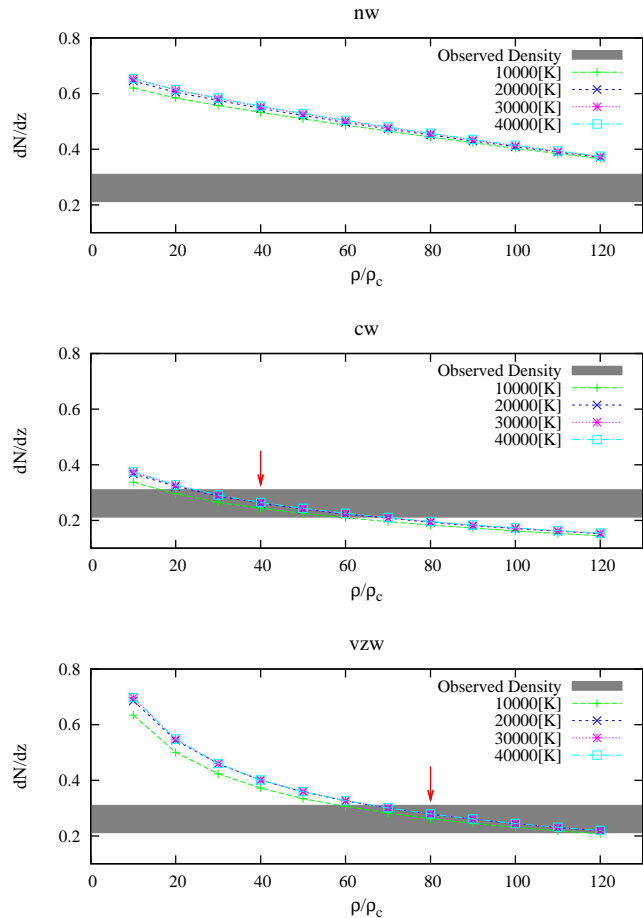 nw
dN/dz
0.8
0.6
0.4
0.2
Observed Density
10000[K]
20000[K]
30000[K]
40000[K]
0 20 40 60 80 100 120
ρ/ρc
cw
dN/dz
0.8
0.6
0.4
0.2
Observed Density
10000[K]
20000[K]
30000[K]
40000[K]
0 20 40 60 80 100 120
ρ/ρc
vzw
dN/dz
0.8
0.6
0.4
0.2
Observed Density
10000[K]
20000[K]
30000[K]
40000[K]
0 20 40 60 80 100 120
ρ/ρc